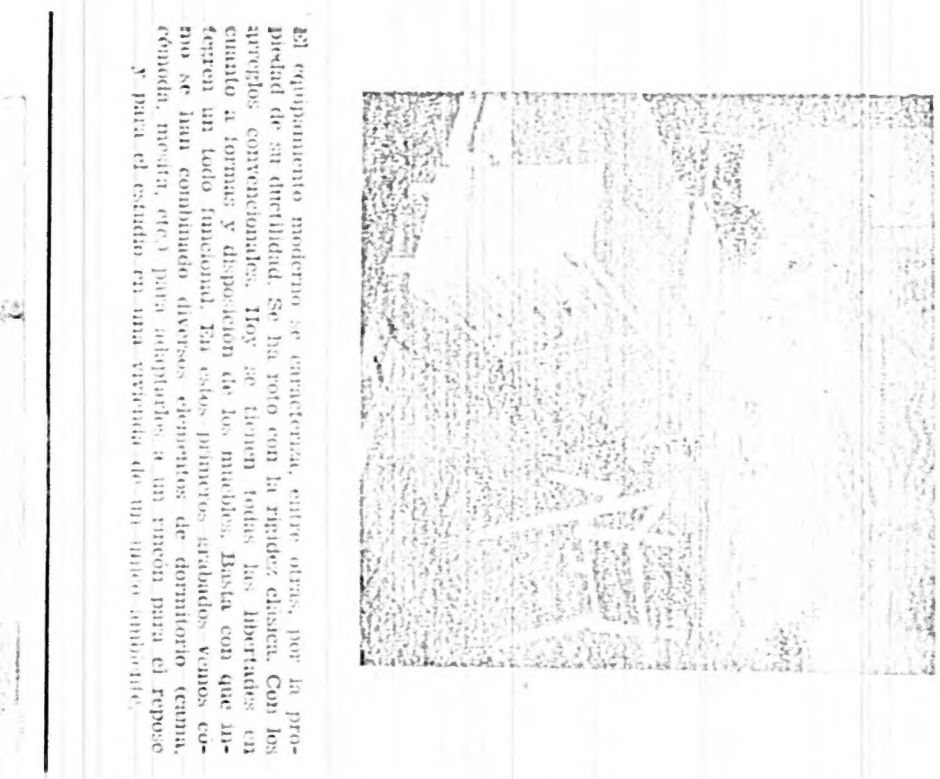 El equipamiento moderno se caracteriza, entre otras, por la pro-
piedad de su ductilidad. Se ha roto con la rigidez clásica. Con los
arreglos convencionales. Hoy se tienen todas las libertades en
cuanto a formas y disposición de los muebles. Basta con que in-
tegren un todo funcional. En estos primeros grabados vemos có-
mo se han combinado diversos elementos de dormitorio (cama,
cómoda, mesita, etc.) para adaptarlos a un rincón para el reposo
y para el estudio en una vivienda de un único ambiente.